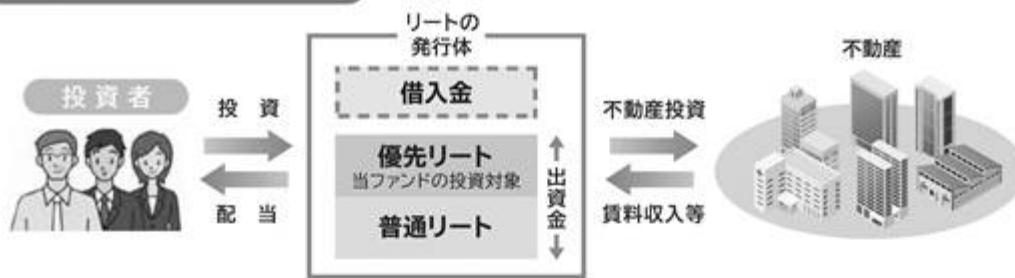 リートの
発行体
不動産
投資者
投 資
借入金
不動産投資
優先リート
当ファンドの投資対象
出資金
配 当
普通リート
賃料収入等